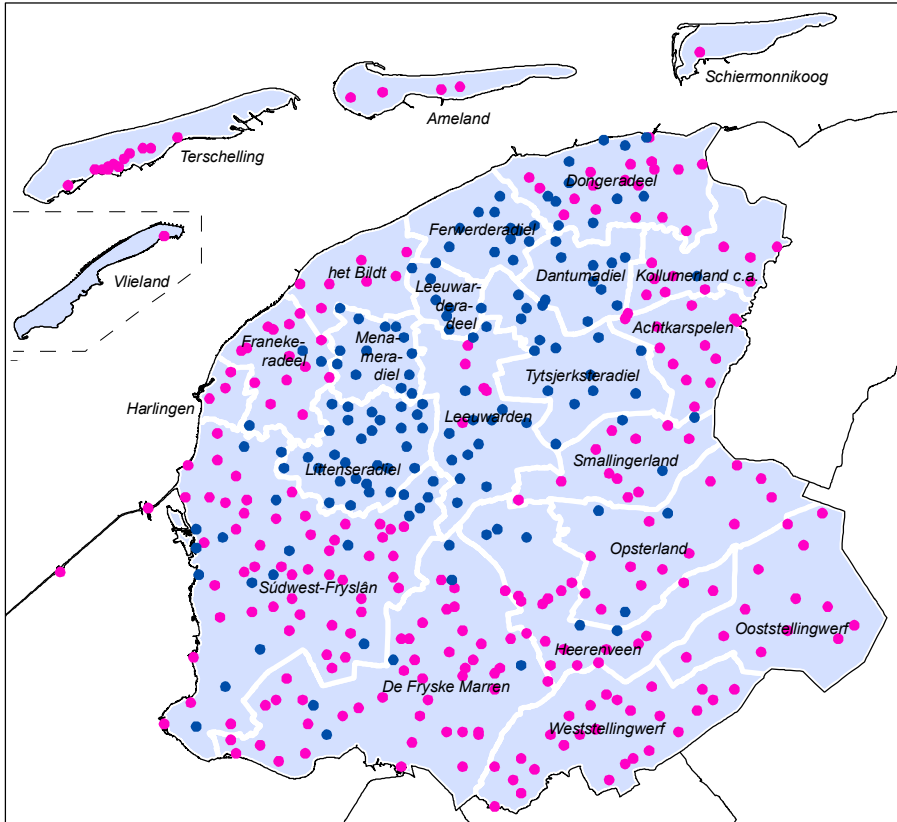 Schiermonnikoog
Ameland
Terschelling
Dongeradeel
Ferwerderadiel
Vlieland
het Bildt
Dantumadiel
Kollumerland c.a.
Leeuwar-
dera-
deel
Achtkarspelen
Franeke-
radeel
Mena-
mera-
diel
Tytsjerksteradiel
Harlingen
Leeuwarden
Littenseradiel
Smallingerland
Opsterland
Súdwest-Fryslân
Ooststellingwerf
Heerenveen
De Fryske Marren
Weststellingwerf